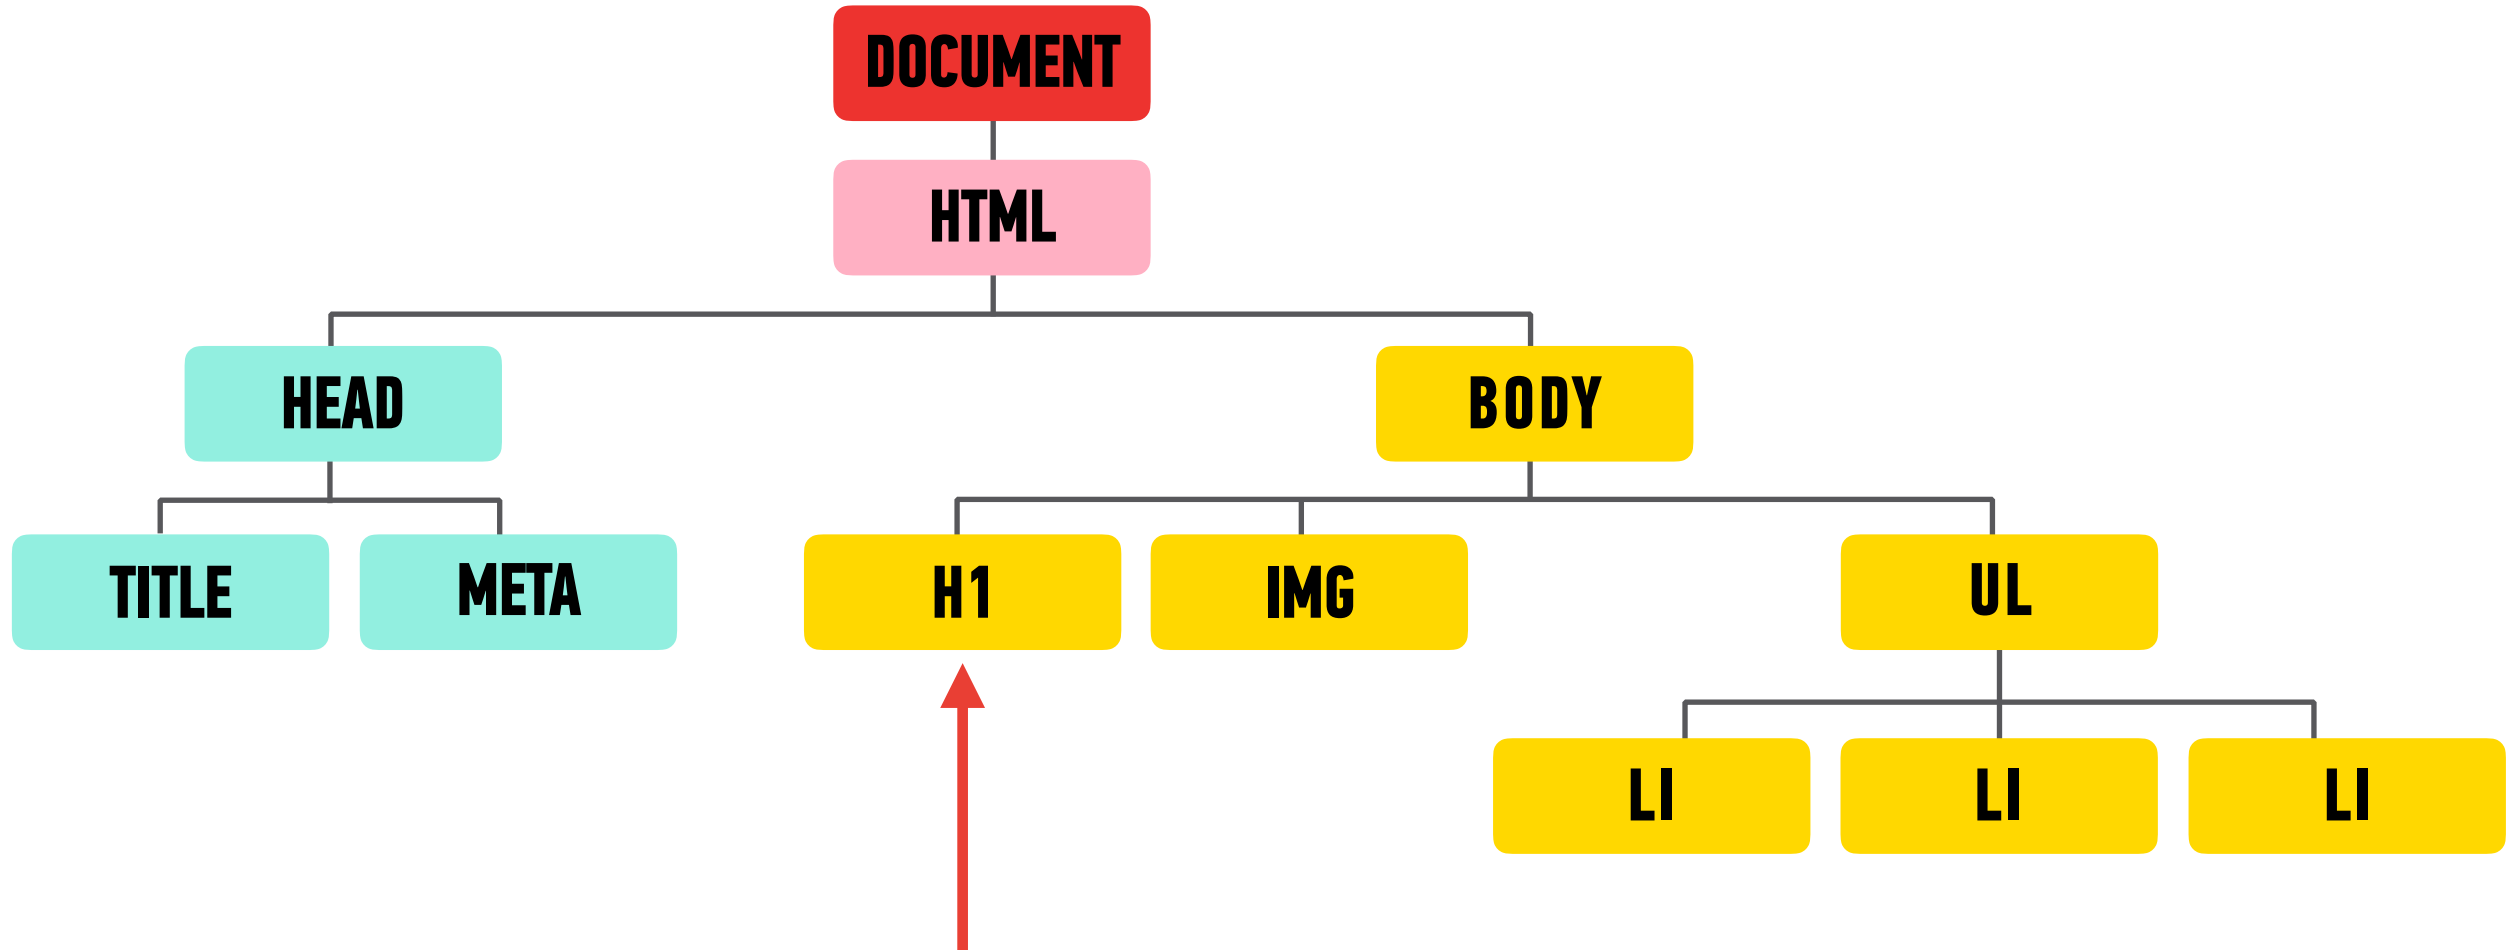 DOCUMENT
HTML
HEAD
BODY
TITLE
META
H1
IMG
UL
LI
LI
LI